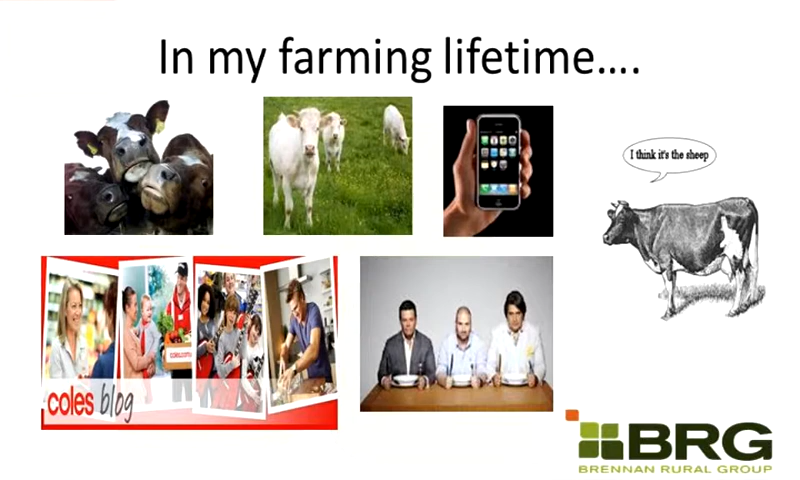 In my farming lifetime….
I think it's the sheep
coles blog
BRG
BRENNAN RURAL GROUP